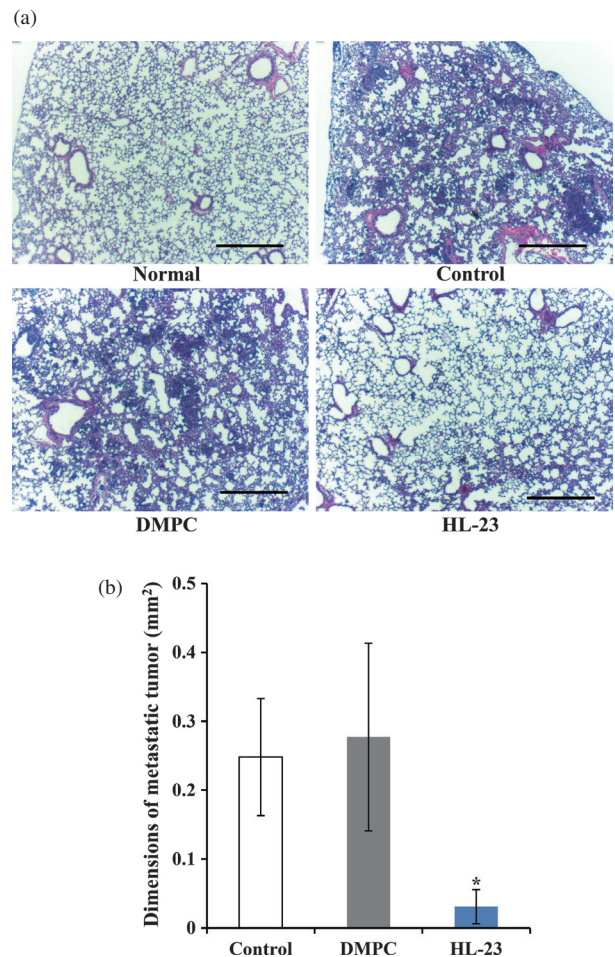 (a)
Normal
Control
DMPC
HL-23
(b)
Dimensions of metastatic tumor (mm²)
0.5
0.4
0.3
0.2
0.1
0
*
Control
DMPC
HL-23